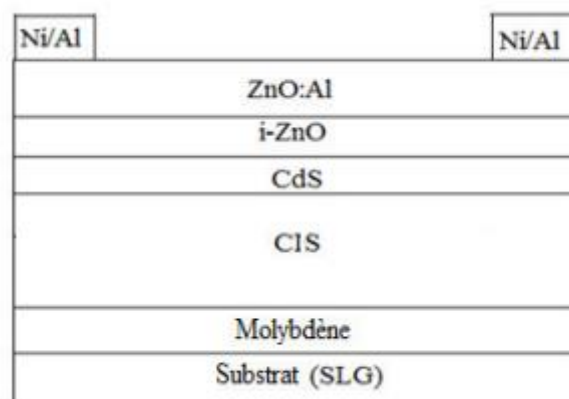 Ni/Al
Ni/Al
ZnO:Al
i-ZnO
CdS
CIS
Molybdène
Substrat (SLG)